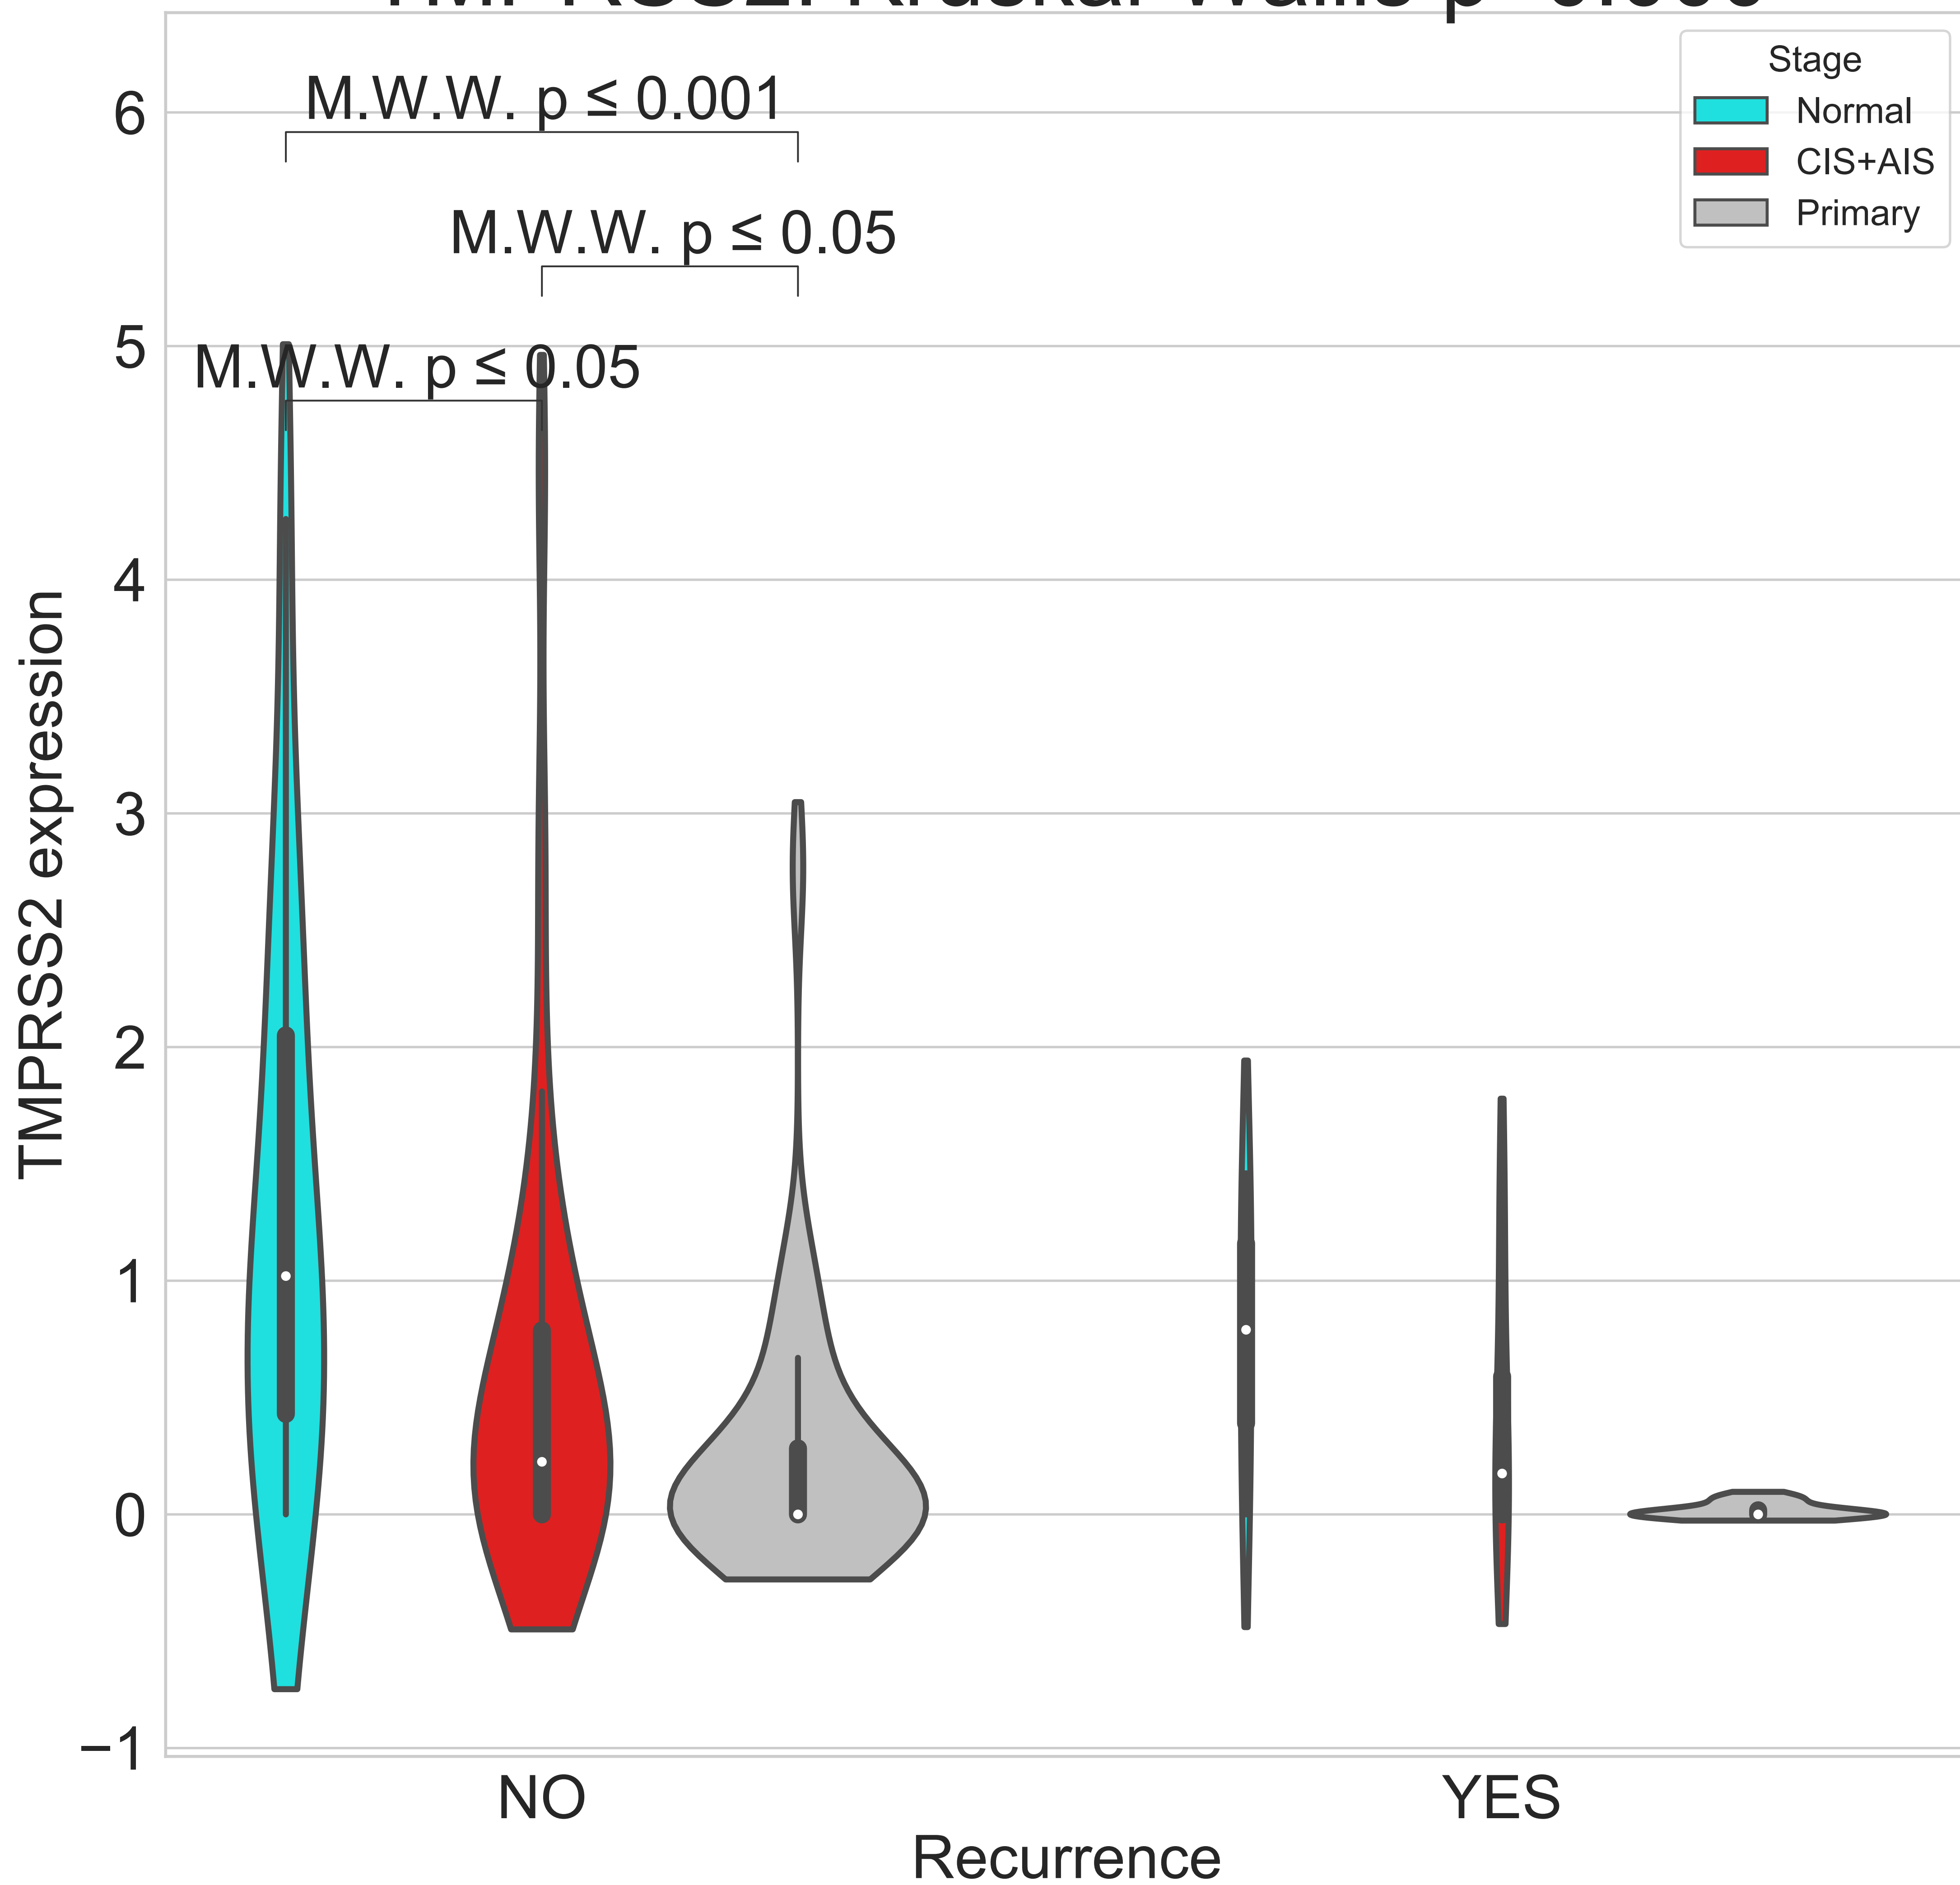 Stage
Normal
CIS+AIS
Primary
M.W.W. p ≤ 0.001
M.W.W. p ≤ 0.05
M.W.W. p ≤ 0.05
6
5
4
3
2
1
0
−1
TMPRSS2 expression
NO
YES
Recurrence